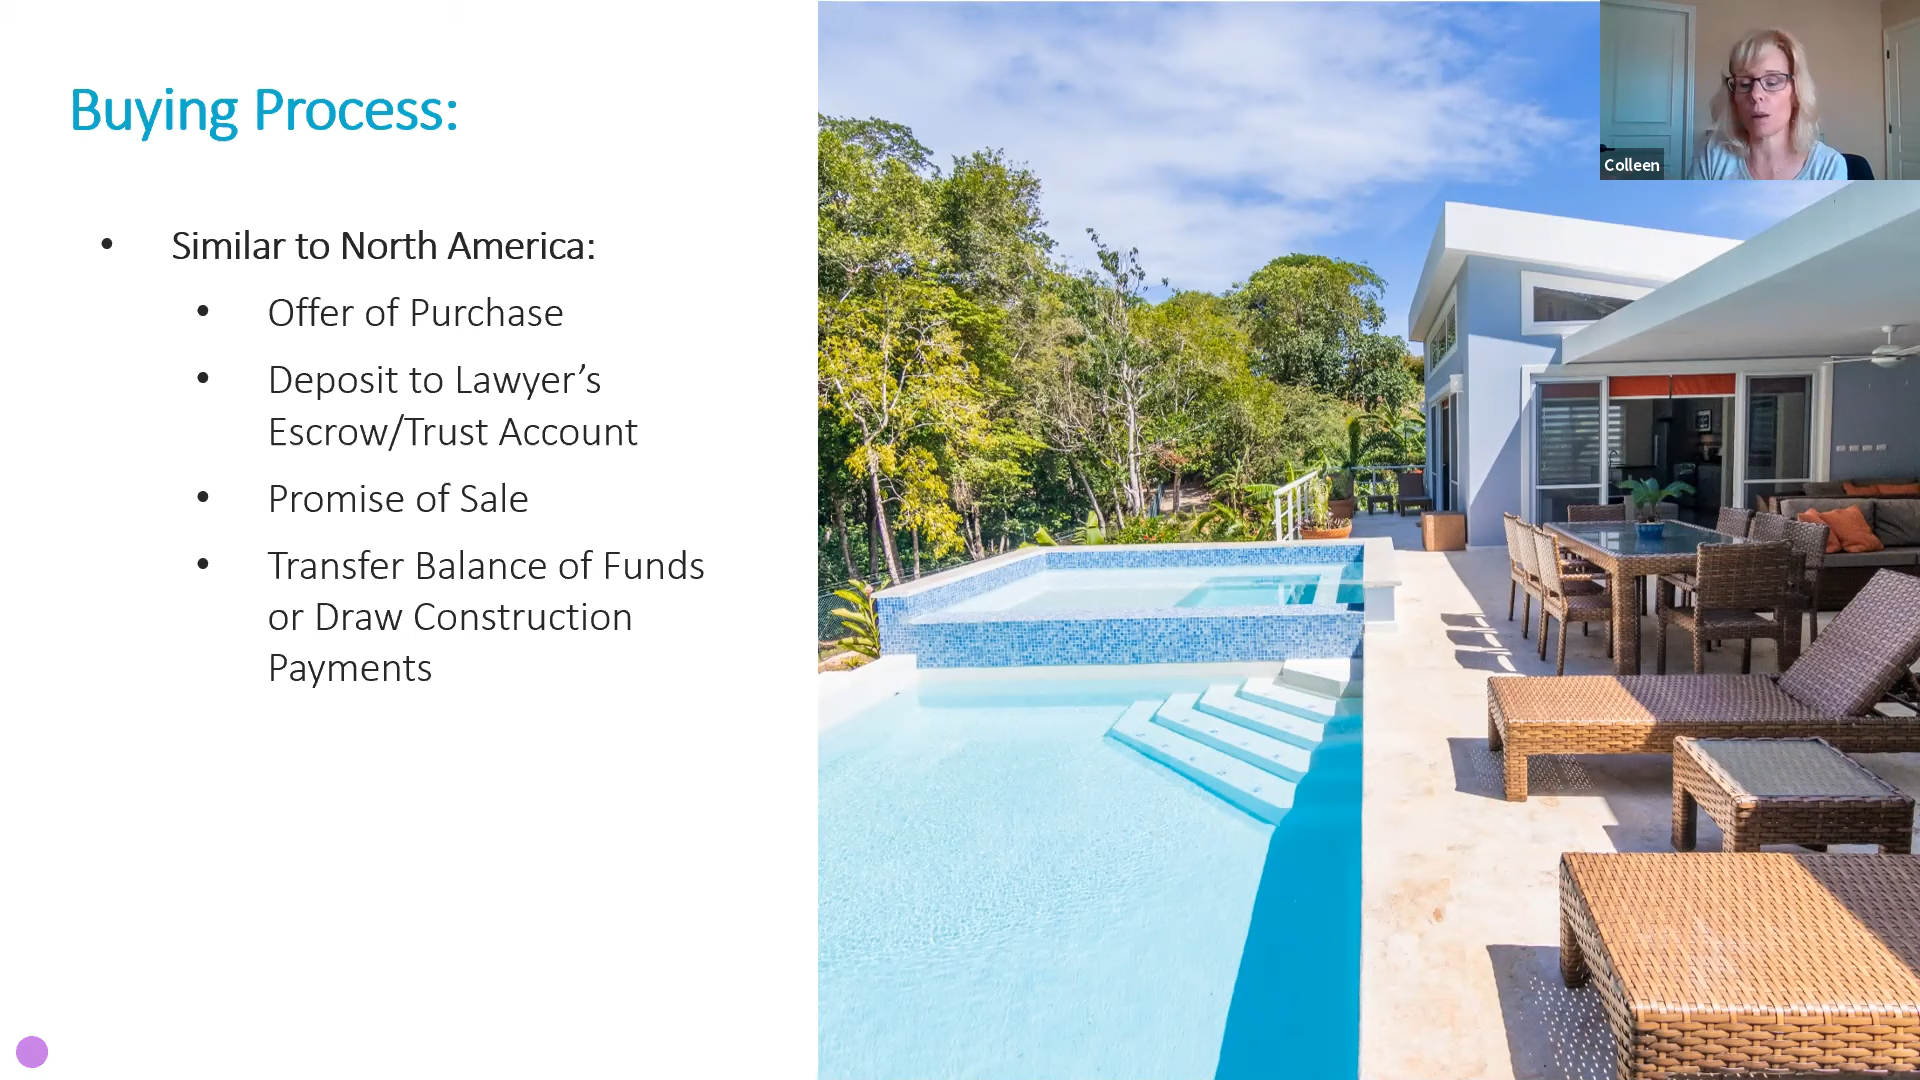 Buying Process:
• Similar to North America:
• Offer of Purchase
• Deposit to Lawyer’s
Escrow/Trust Account
• Promise of Sale
• Transfer Balance of Funds
or Draw Construction
Payments
Colleen